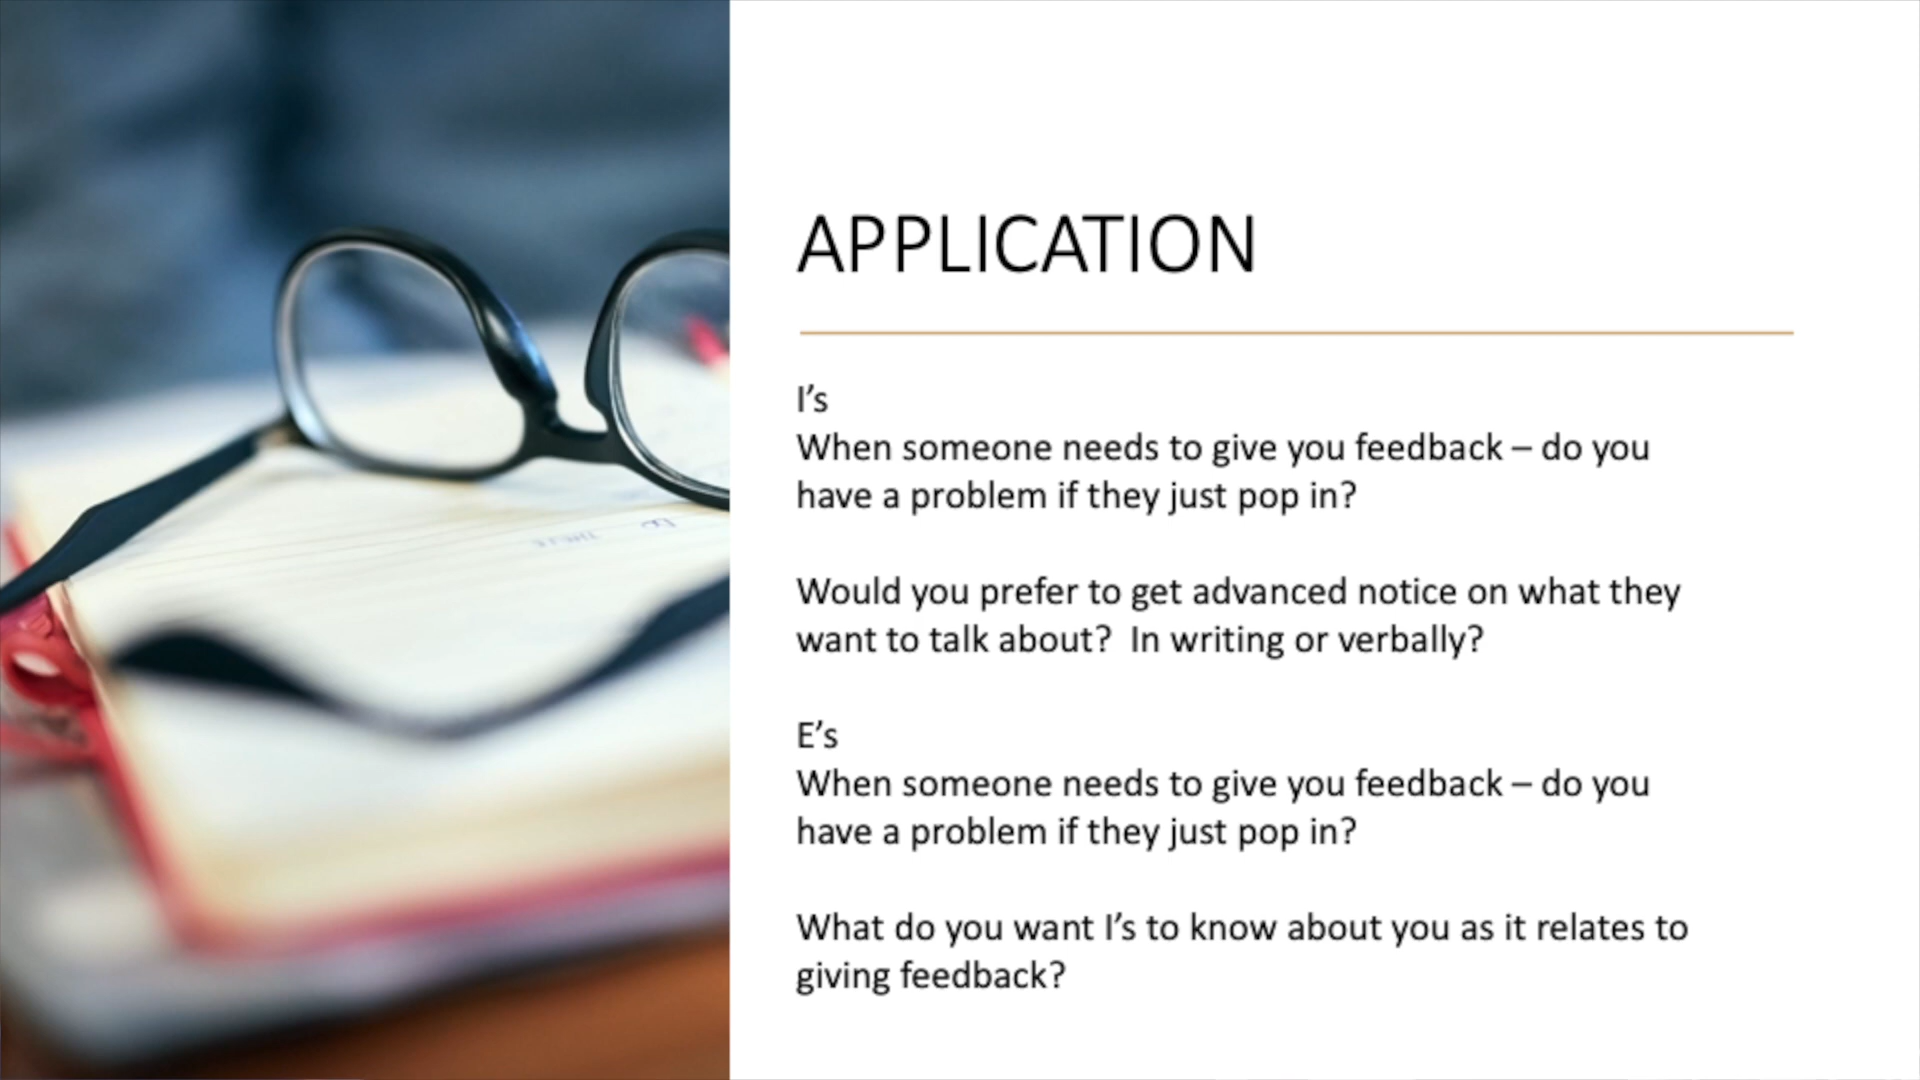 APPLICATION
I’s
When someone needs to give you feedback – do you
have a problem if they just pop in?
Would you prefer to get advanced notice on what they
want to talk about?  In writing or verbally?
E’s
When someone needs to give you feedback – do you
have a problem if they just pop in?
What do you want I’s to know about you as it relates to
giving feedback?